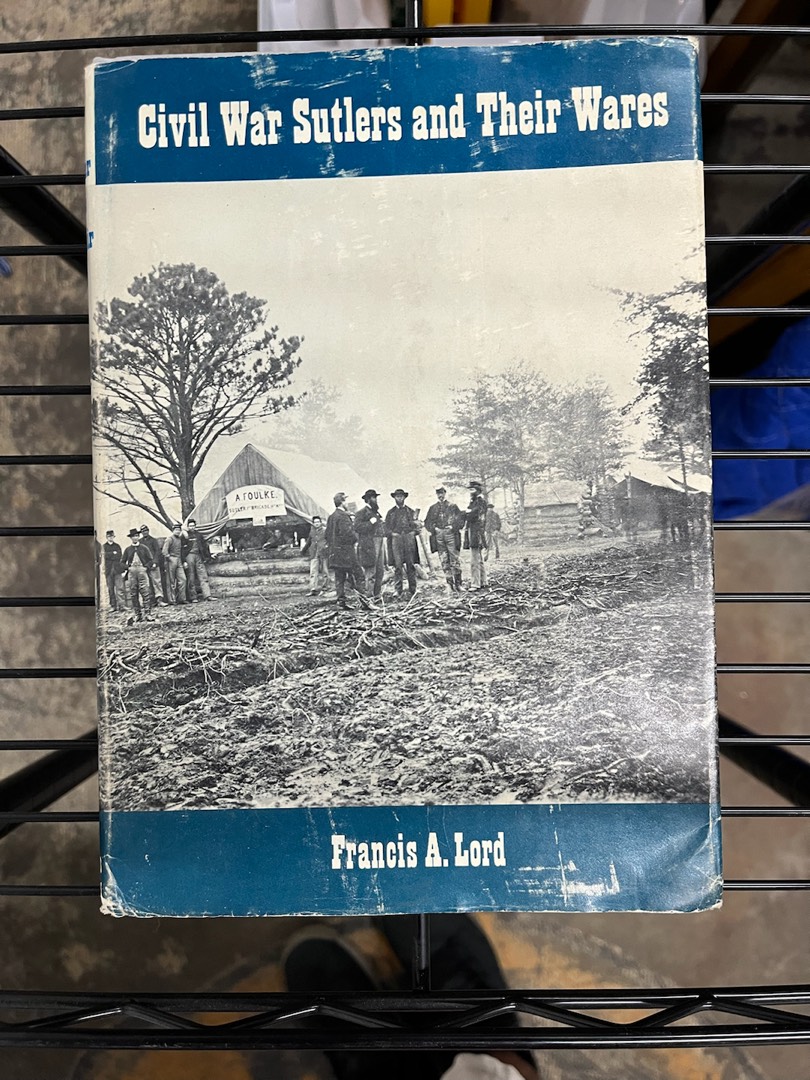 Civil War Sutlers and Their Wares
A. FOULKE.
Francis A. Lord